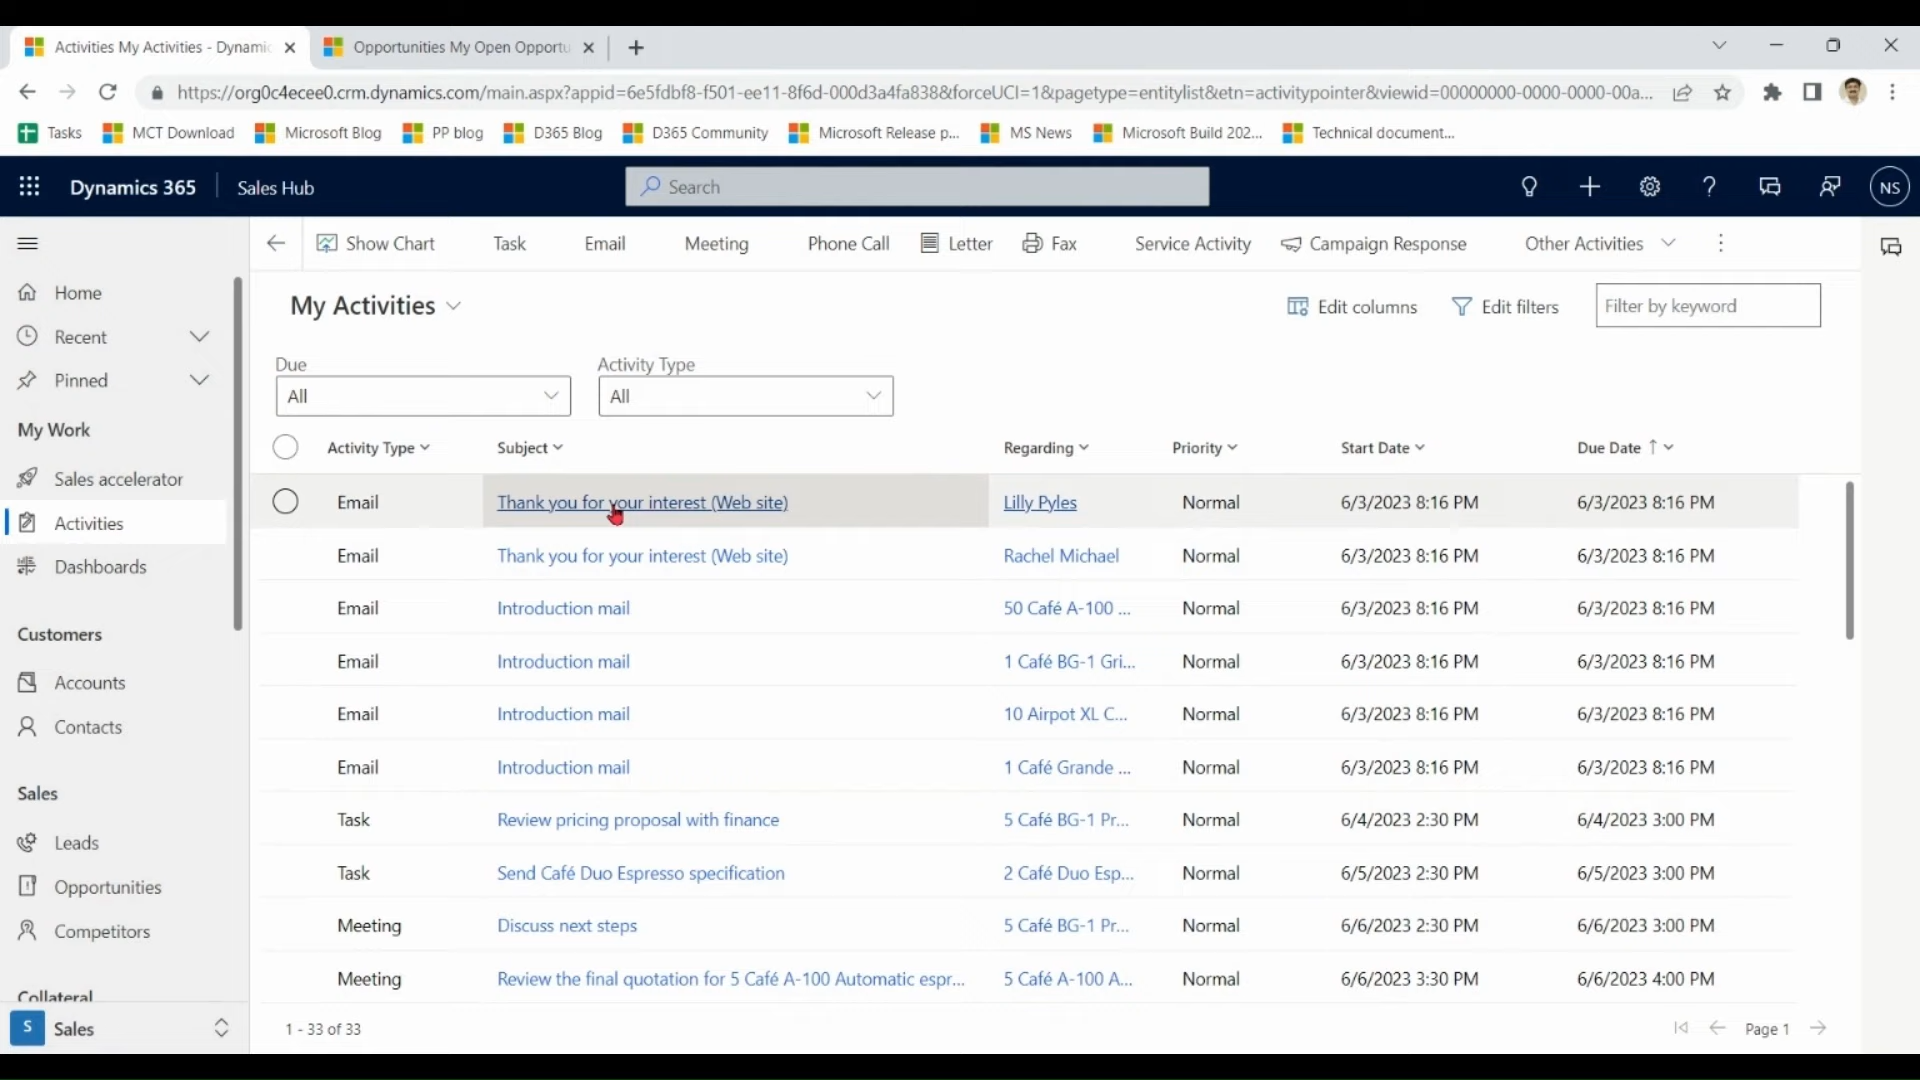 Activities My Activities - Dynamic
Opportunities My Open Opportu
https://org0c4ecee0.crm.dynamics.com/main.aspx?appid=6e5fdbf8-f501-ee11-8f6d-000d3a4fa838&forceUCI=1&pagetype=entitylist&etn=activitypointer&viewid=00000000-0000-0000-00a...
Tasks MCT Download Microsoft Blog PP blog D365 Blog D365 Community Microsoft Release p... MS News Microsoft Build 202... Technical document...
Dynamics 365 Sales Hub Search NS
Show Chart Task Email Meeting Phone Call Letter Fax Service Activity Campaign Response Other Activities
Home
Recent
Pinned
My Work
Sales accelerator
Activities
Dashboards
Customers
Accounts
Contacts
Sales
Leads
Opportunities
Competitors
Collateral
S Sales
My Activities Edit columns Edit filters Filter by keyword
Due Activity Type
All All
Activity Type Subject Regarding Priority Start Date Due Date ↑
Email Thank you for your interest (Web site) Lilly Pyles Normal 6/3/2023 8:16 PM 6/3/2023 8:16 PM
Email Thank you for your interest (Web site) Rachel Michael Normal 6/3/2023 8:16 PM 6/3/2023 8:16 PM
Email Introduction mail 50 Café A-100 ... Normal 6/3/2023 8:16 PM 6/3/2023 8:16 PM
Email Introduction mail 1 Café BG-1 Gri... Normal 6/3/2023 8:16 PM 6/3/2023 8:16 PM
Email Introduction mail 10 Airpot XL C... Normal 6/3/2023 8:16 PM 6/3/2023 8:16 PM
Email Introduction mail 1 Café Grande ... Normal 6/3/2023 8:16 PM 6/3/2023 8:16 PM
Task Review pricing proposal with finance 5 Café BG-1 Pr... Normal 6/4/2023 2:30 PM 6/4/2023 3:00 PM
Task Send Café Duo Espresso specification 2 Café Duo Esp... Normal 6/5/2023 2:30 PM 6/5/2023 3:00 PM
Meeting Discuss next steps 5 Café BG-1 Pr... Normal 6/6/2023 2:30 PM 6/6/2023 3:00 PM
Meeting Review the final quotation for 5 Café A-100 Automatic espr... 5 Café A-100 A... Normal 6/6/2023 3:30 PM 6/6/2023 4:00 PM
1 - 33 of 33 Page 1